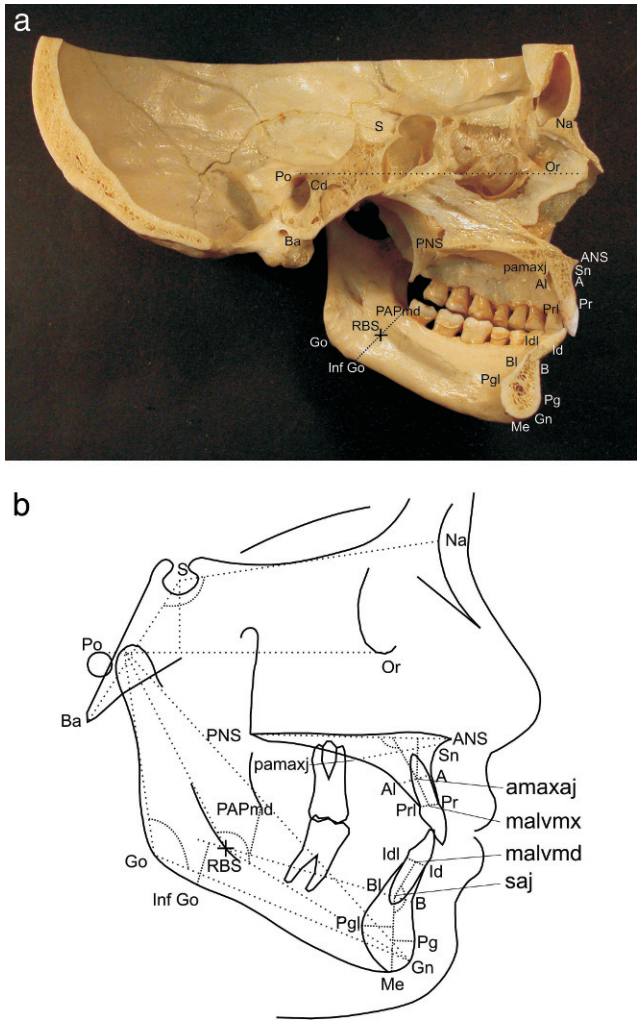 a
S
Na
Or
Po
Cd
Ba
PNS
ANS
pamaxj
Sn
Al
A
PAPmd
Prl
Pr
RBS
Go
Idl
Id
Inf Go
Bl
B
Pgl
Pg
Gn
Me
b
Na
S
Po
Or
Ba
PNS
ANS
Sn
pamaxj
A
amaxaj
Al
Prl
Pr
PAPmd
malvmx
malvmd
Go
RBS
Idl
Id
saj
Inf Go
Bl
B
Pgl
Pg
Gn
Me